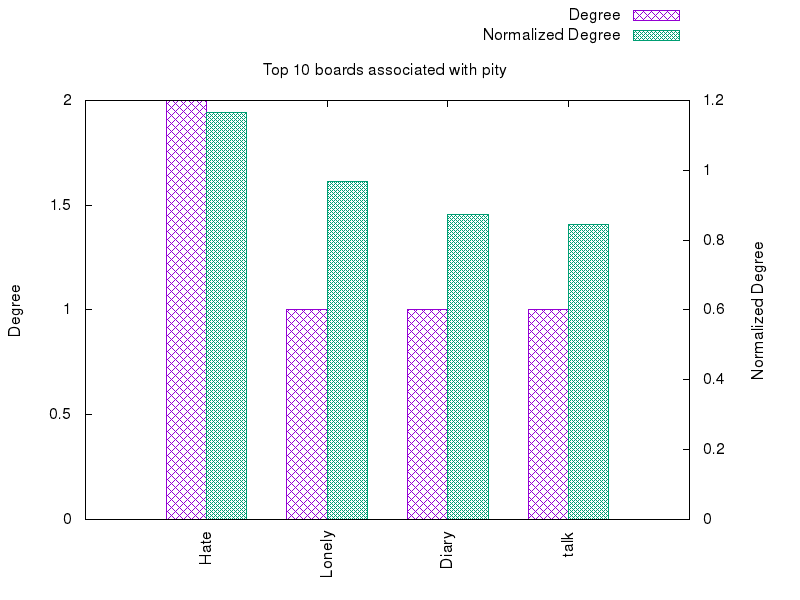 Degree
Normalized Degree
Top 10 boards associated with pity
2
1.5
1
0.5
0
Degree
1.2
1
0.8
0.6
0.4
0.2
0
Normalized Degree
Hate
Lonely
Diary
talk